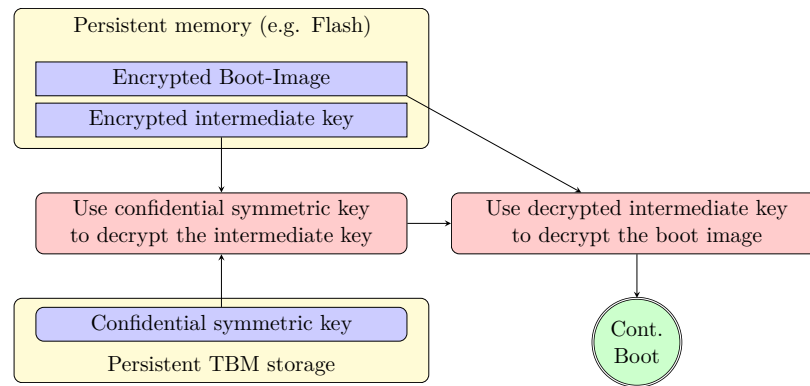 Persistent memory (e.g. Flash)
Encrypted Boot-Image
Encrypted intermediate key
Use confidential symmetric key
to decrypt the intermediate key
Use decrypted intermediate key
to decrypt the boot image
Confidential symmetric key
Persistent TBM storage
Cont.
Boot